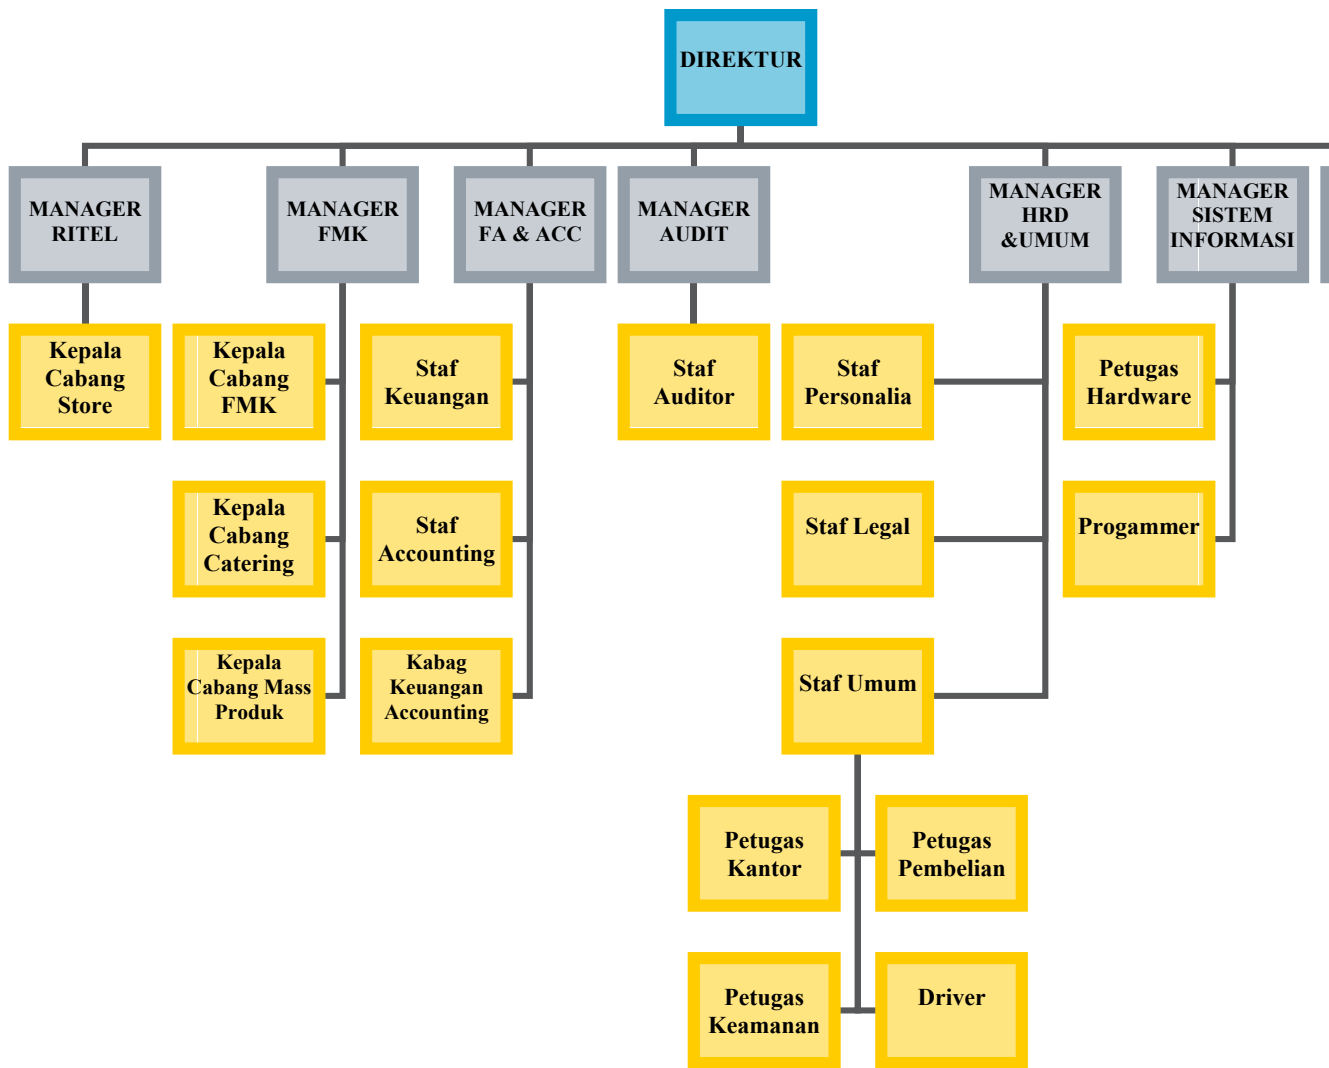 DIREKTUR
MANAGER
RITEL
MANAGER
FMK
MANAGER
FA & ACC
MANAGER
AUDIT
MANAGER
HRD
&UMUM
MANAGER
SISTEM
INFORMASI
Kepala
Cabang
Store
Kepala
Cabang
FMK
Staf
Keuangan
Staf
Auditor
Staf
Personalia
Petugas
Hardware
Kepala
Cabang
Catering
Staf
Accounting
Staf Legal
Progammer
Kepala
Cabang Mass
Produk
Kabag
Keuangan
Accounting
Staf Umum
Petugas
Kantor
Petugas
Pembelian
Petugas
Keamanan
Driver